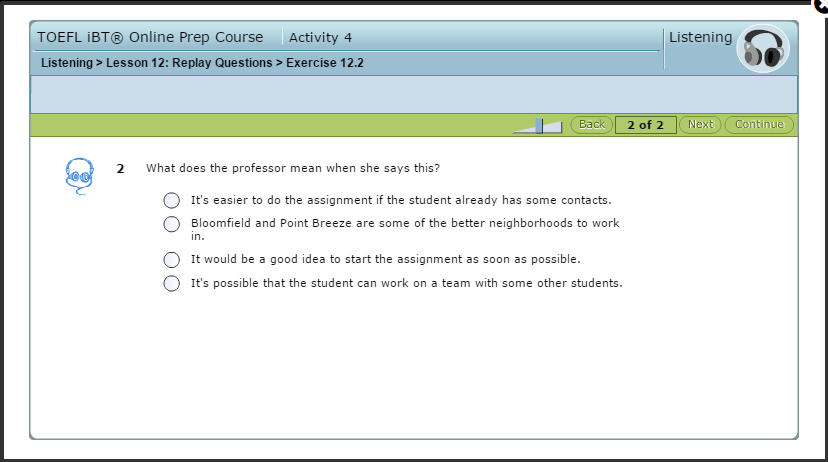 TOEFL iBT® Online Prep Course Activity 4 Listening
Listening > Lesson 12: Replay Questions > Exercise 12.2
Back 2 of 2 Next Continue
2 What does the professor mean when she says this?
It's easier to do the assignment if the student already has some contacts.
Bloomfield and Point Breeze are some of the better neighborhoods to work
in.
It would be a good idea to start the assignment as soon as possible.
It's possible that the student can work on a team with some other students.